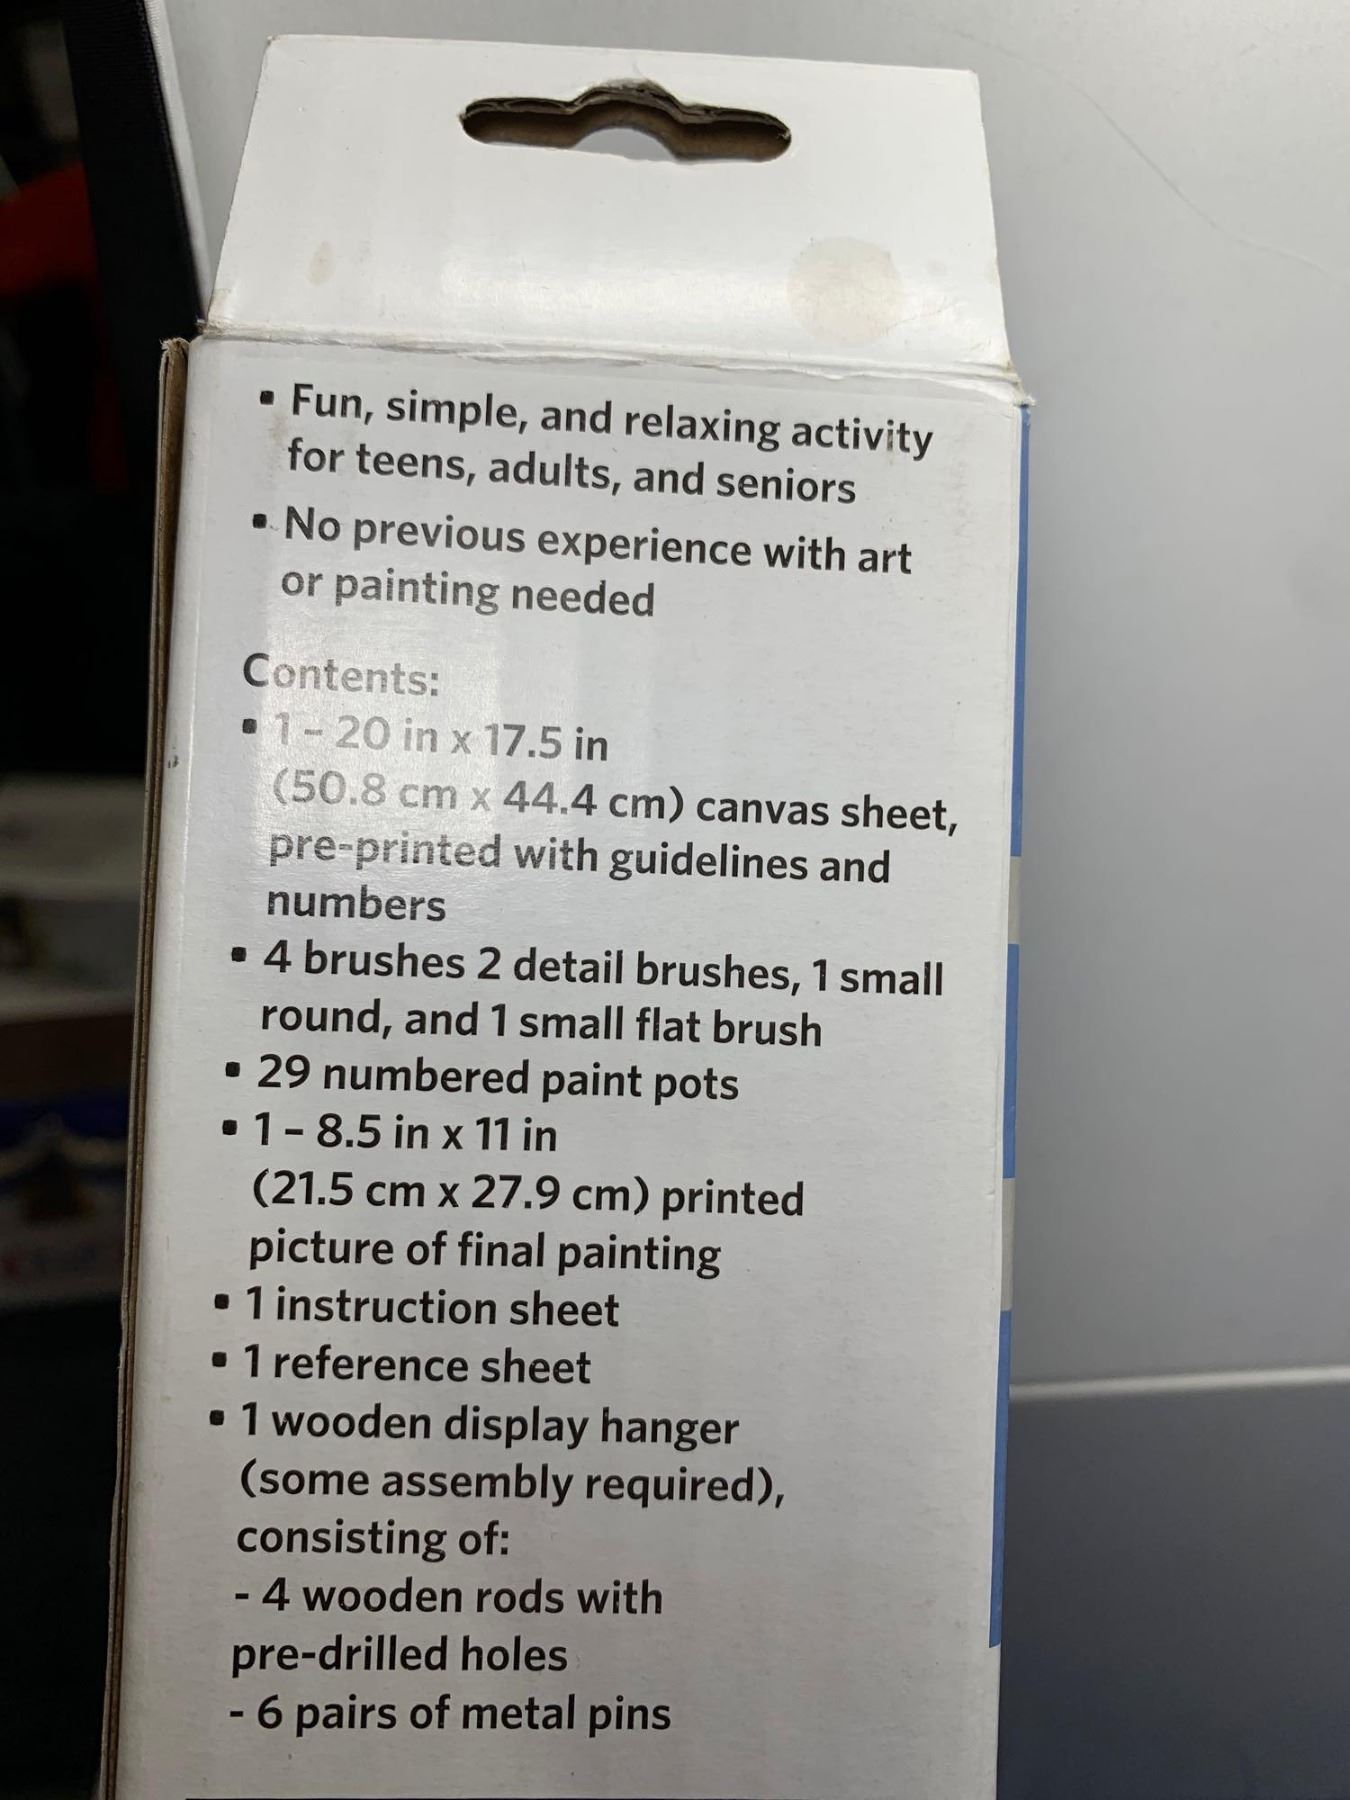 ▪ Fun, simple, and relaxing activity
for teens, adults, and seniors
▪ No previous experience with art
or painting needed
Contents:
▪ 1 – 20 in x 17.5 in
(50.8 cm x 44.4 cm) canvas sheet,
pre-printed with guidelines and
numbers
▪ 4 brushes 2 detail brushes, 1 small
round, and 1 small flat brush
▪ 29 numbered paint pots
▪ 1 – 8.5 in x 11 in
(21.5 cm x 27.9 cm) printed
picture of final painting
▪ 1 instruction sheet
▪ 1 reference sheet
▪ 1 wooden display hanger
(some assembly required),
consisting of:
- 4 wooden rods with
pre-drilled holes
- 6 pairs of metal pins